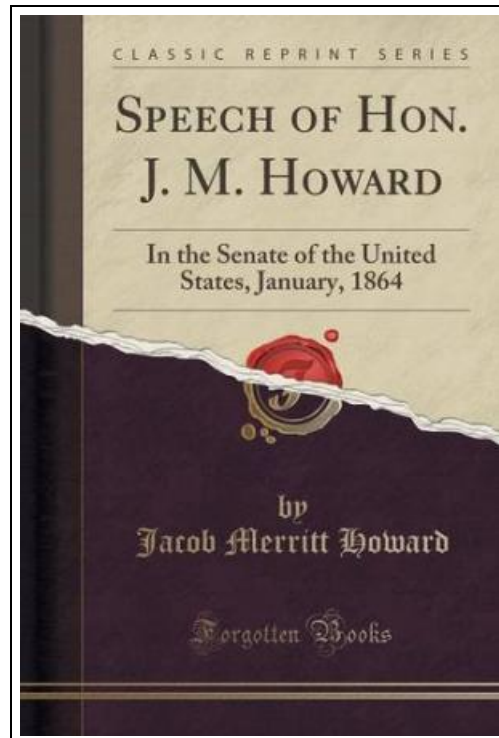 CLASSIC REPRINT SERIES
SPEECH OF HON.
J. M. HOWARD
In the Senate of the United
States, January, 1864
F
by
Jacob Merritt Howard
Forgotten Books